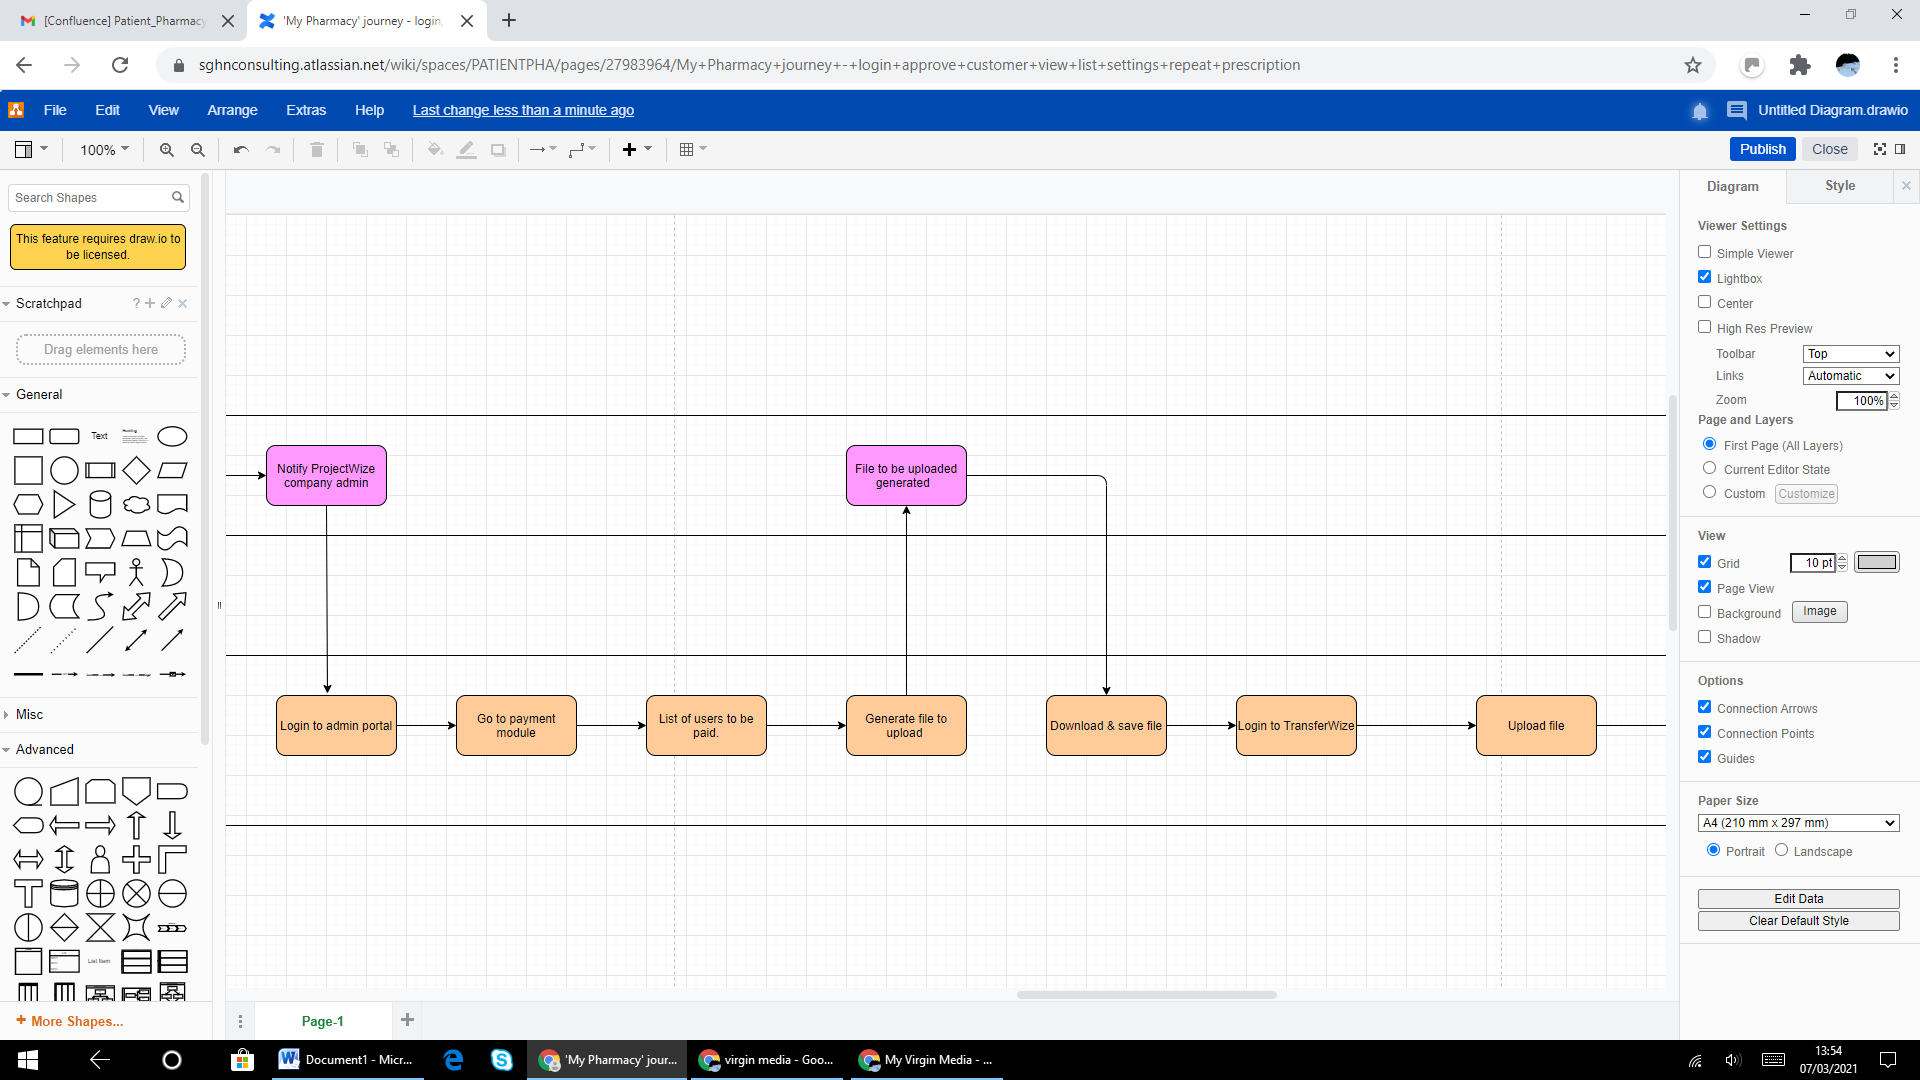 [Confluence] Patient_Pharmacy
'My Pharmacy' journey - login,
sghnconsulting.atlassian.net/wiki/spaces/PATIENTPHA/pages/27983964/My+Pharmacy+journey+-+login+approve+customer+view+list+settings+repeat+prescription
File Edit View Arrange Extras Help Last change less than a minute ago
Untitled Diagram.drawio
100%
Publish
Close
Search Shapes
This feature requires draw.io to
be licensed.
Scratchpad
?
Drag elements here
General
Text
Heading
Misc
Advanced
List Item
+ More Shapes...
Notify ProjectWize
company admin
File to be uploaded
generated
Login to admin portal
Go to payment
module
List of users to be
paid.
Generate file to
upload
Download & save file
Login to TransferWize
Upload file
Page-1
Diagram
Style
Viewer Settings
Simple Viewer
Lightbox
Center
High Res Preview
Toolbar Top
Links Automatic
Zoom 100%
Page and Layers
First Page (All Layers)
Current Editor State
Custom Customize
View
Grid 10 pt
Page View
Background Image
Shadow
Options
Connection Arrows
Connection Points
Guides
Paper Size
A4 (210 mm x 297 mm)
Portrait Landscape
Edit Data
Clear Default Style
Document1 - Micr...
'My Pharmacy' jour...
virgin media - Goo...
My Virgin Media - ...
13:54
07/03/2021